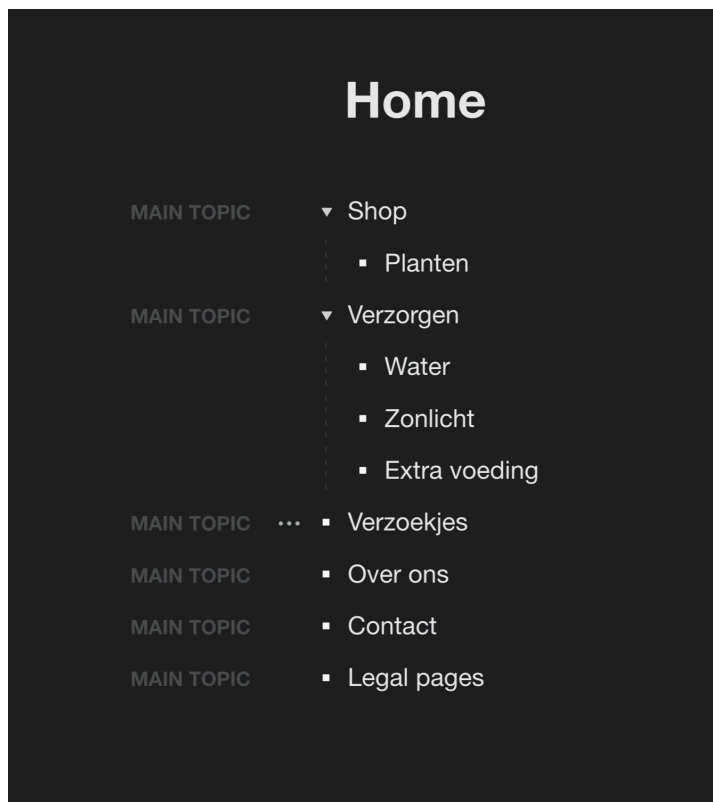 Home
MAIN TOPIC Shop
Planten
MAIN TOPIC Verzorgen
Water
Zonlicht
Extra voeding
MAIN TOPIC ••• Verzoekjes
MAIN TOPIC Over ons
MAIN TOPIC Contact
MAIN TOPIC Legal pages